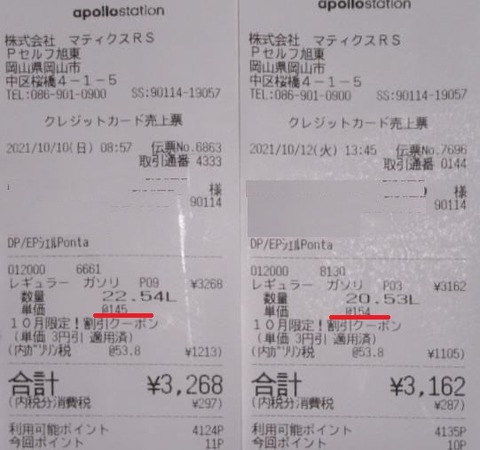 apollostation
株式会社 マティクスRS
Pセルフ旭東
岡山県岡山市
中区桜橋4-1-5
TEL:086-901-0900 SS:90114-19057
クレジットカード売上票
2021/10/10(日) 08:57 伝票No.6863
取引通番 4333
様
90114
DP/EPシェルPonta
012000 6661
レギュラー ガソリ P09 ¥3268
数量 22.54L
単価 @145
10月限定!割引クーポン
(単価 3円引 適用済)
(内ガソリン税 @53.8 ¥1213)
合計 ¥3,268
(内税分消費税 ¥297)
利用可能ポイント 4124P
今回ポイント 11P
apollostation
株式会社 マティクスRS
Pセルフ旭東
岡山県岡山市
中区桜橋4-1-5
TEL:086-901-0900 SS:90114-19057
クレジットカード売上票
2021/10/12(火) 13:45 伝票No.7696
取引通番 0144
様
90114
DP/EPシェルPonta
012000 8130
レギュラー ガソリ P03 ¥3162
数量 20.53L
単価 @154
10月限定!割引クーポン
(単価 3円引 適用済)
(内ガソリン税 @53.8 ¥1105)
合計 ¥3,162
(内税分消費税 ¥287)
利用可能ポイント 4135P
今回ポイント 10P